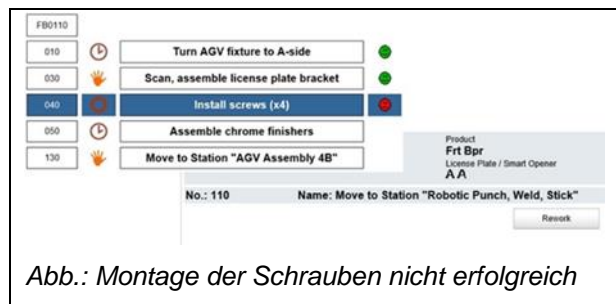 FB0110
010 Turn AGV fixture to A-side
030 Scan, assemble license plate bracket
040 Install screws (x4)
050 Assemble chrome finishers
130 Move to Station "AGV Assembly 4B"
Product
Frt Bpr
License Plate / Smart Opener
A A
No.: 110 Name: Move to Station "Robotic Punch, Weld, Stick"
Rework
Abb.: Montage der Schrauben nicht erfolgreich